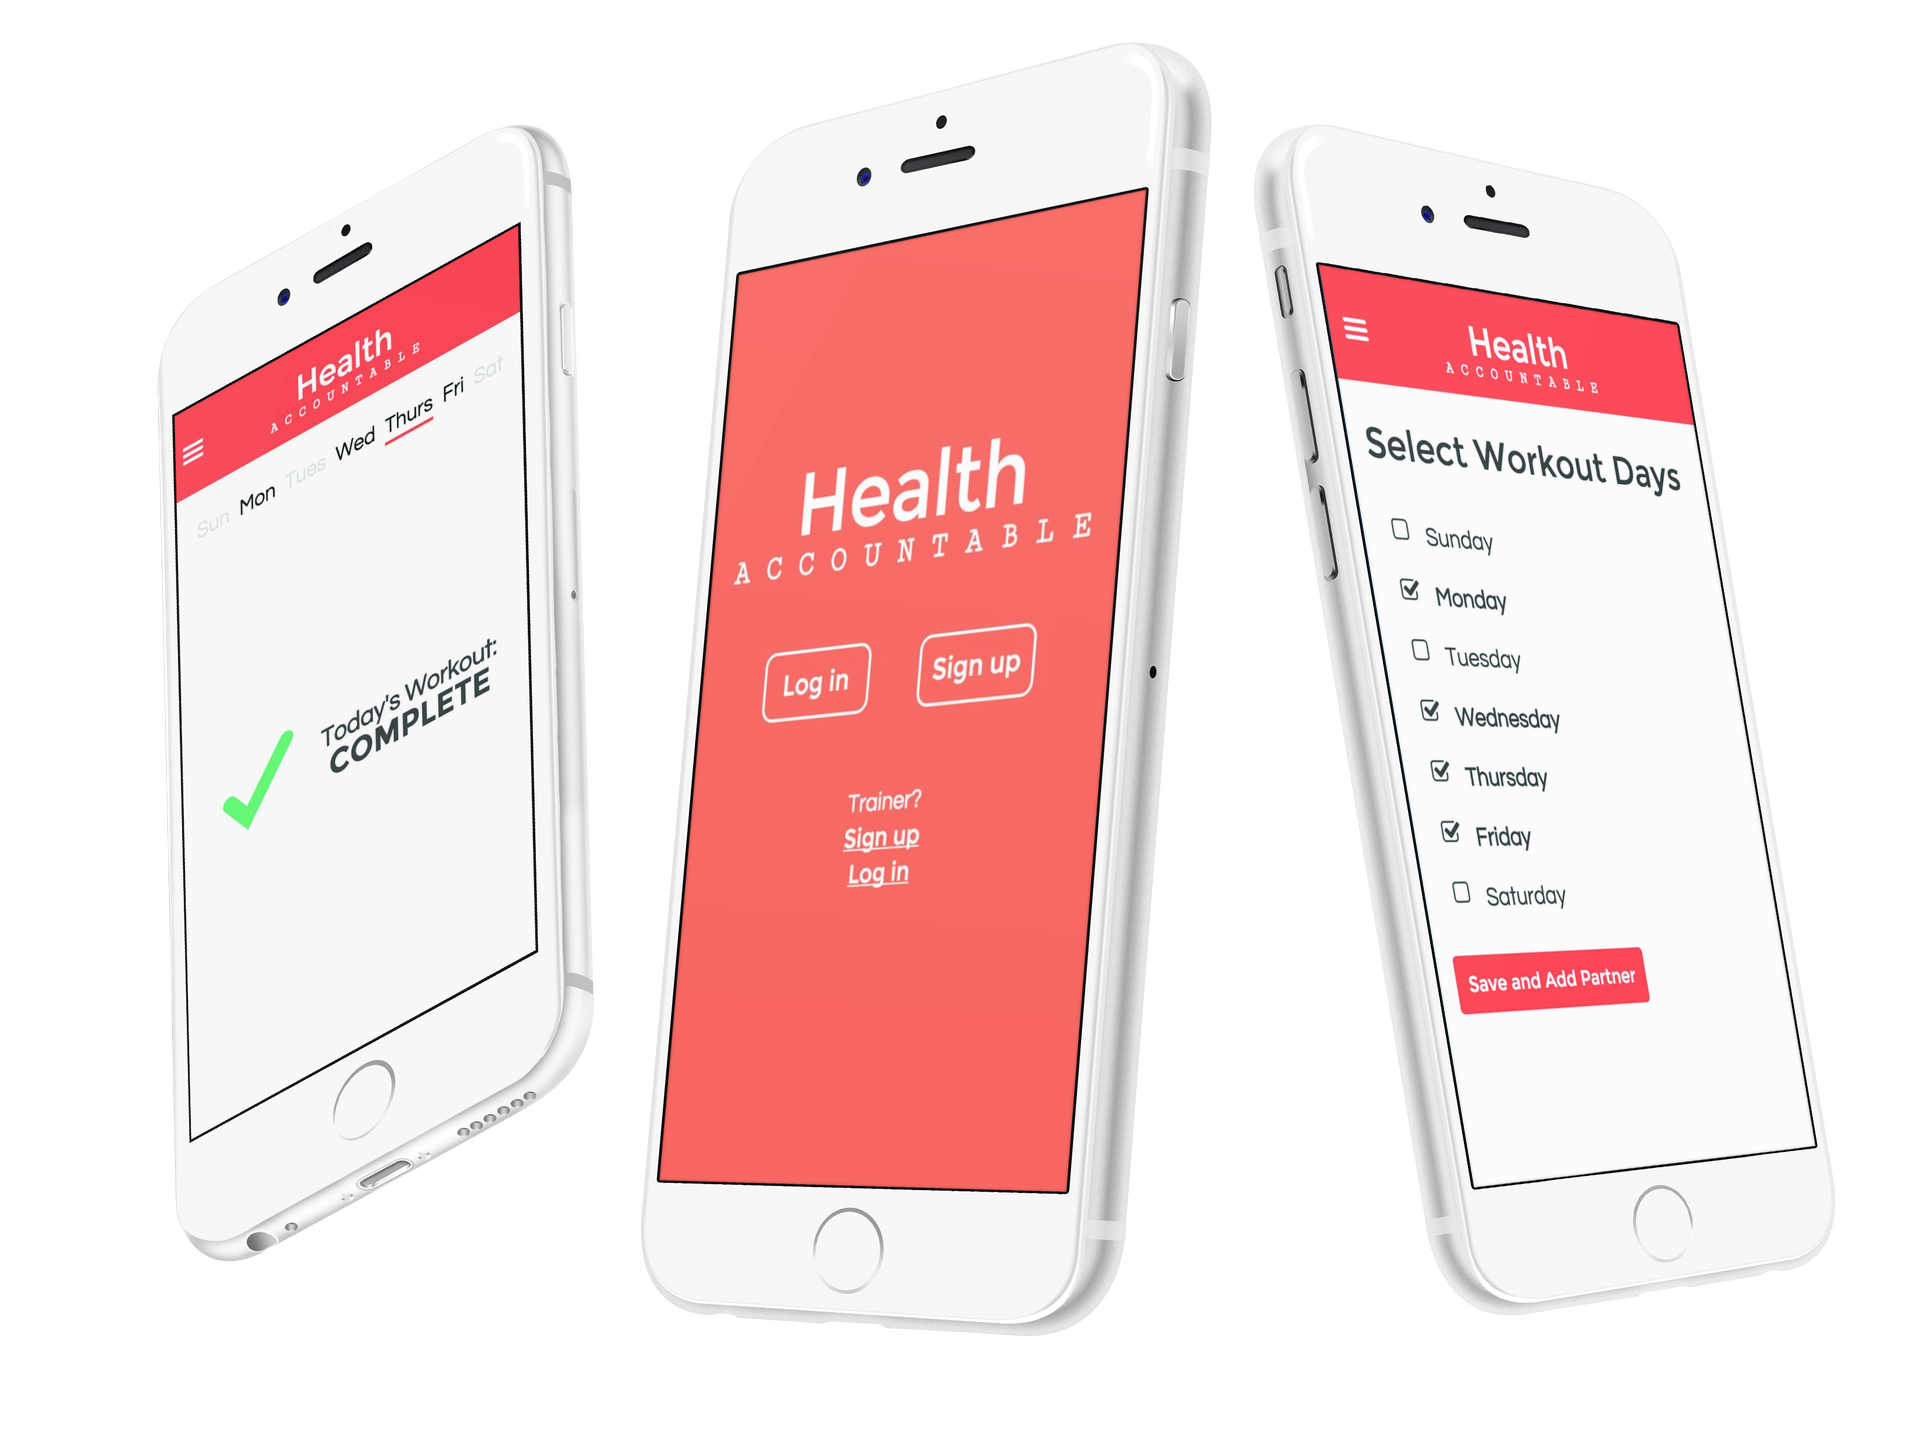 Health
ACCOUNTABLE
Sun Mon Tues Wed Thurs Fri Sat
Today's Workout:
COMPLETE
Health
ACCOUNTABLE
Log in Sign up
Trainer?
Sign up
Log in
Health
ACCOUNTABLE
Select Workout Days
Sunday
Monday
Tuesday
Wednesday
Thursday
Friday
Saturday
Save and Add Partner